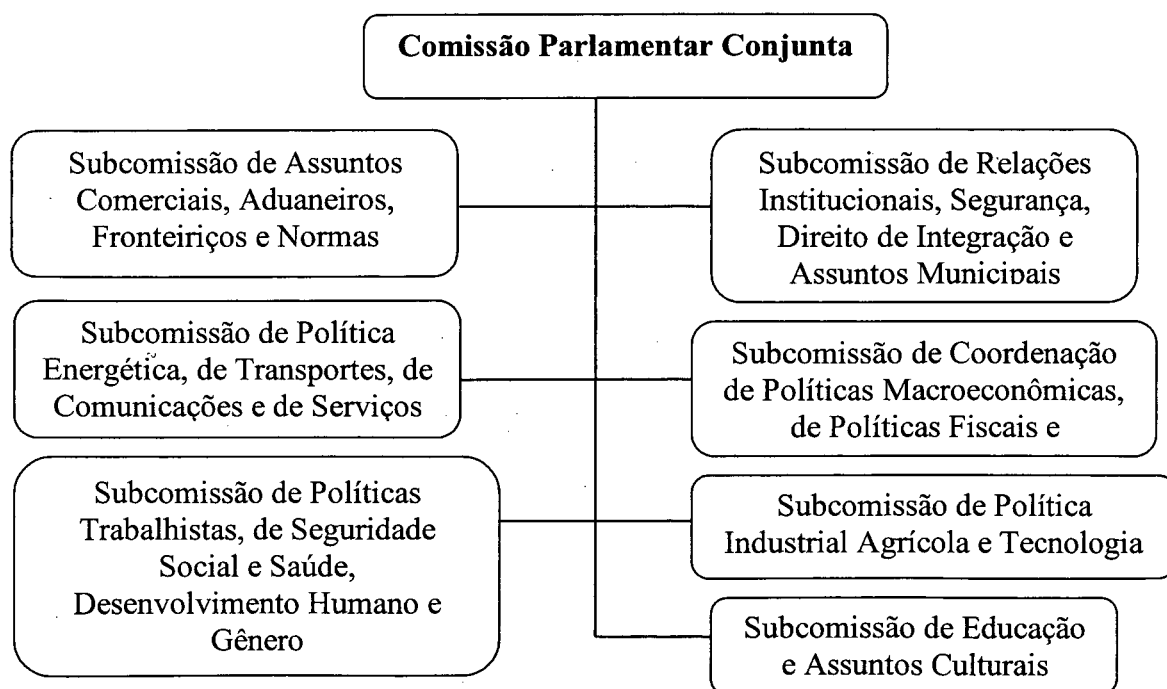 Comissão Parlamentar Conjunta
Subcomissão de Assuntos
Comerciais, Aduaneiros,
Fronteiriços e Normas
Subcomissão de Relações
Institucionais, Segurança,
Direito de Integração e
Assuntos Municipais
Subcomissão de Política
Energética, de Transportes, de
Comunicações e de Serviços
Subcomissão de Coordenação
de Políticas Macroeconômicas,
de Políticas Fiscais e
Subcomissão de Políticas
Trabalhistas, de Seguridade
Social e Saúde,
Desenvolvimento Humano e
Gênero
Subcomissão de Política
Industrial Agrícola e Tecnologia
Subcomissão de Educação
e Assuntos Culturais